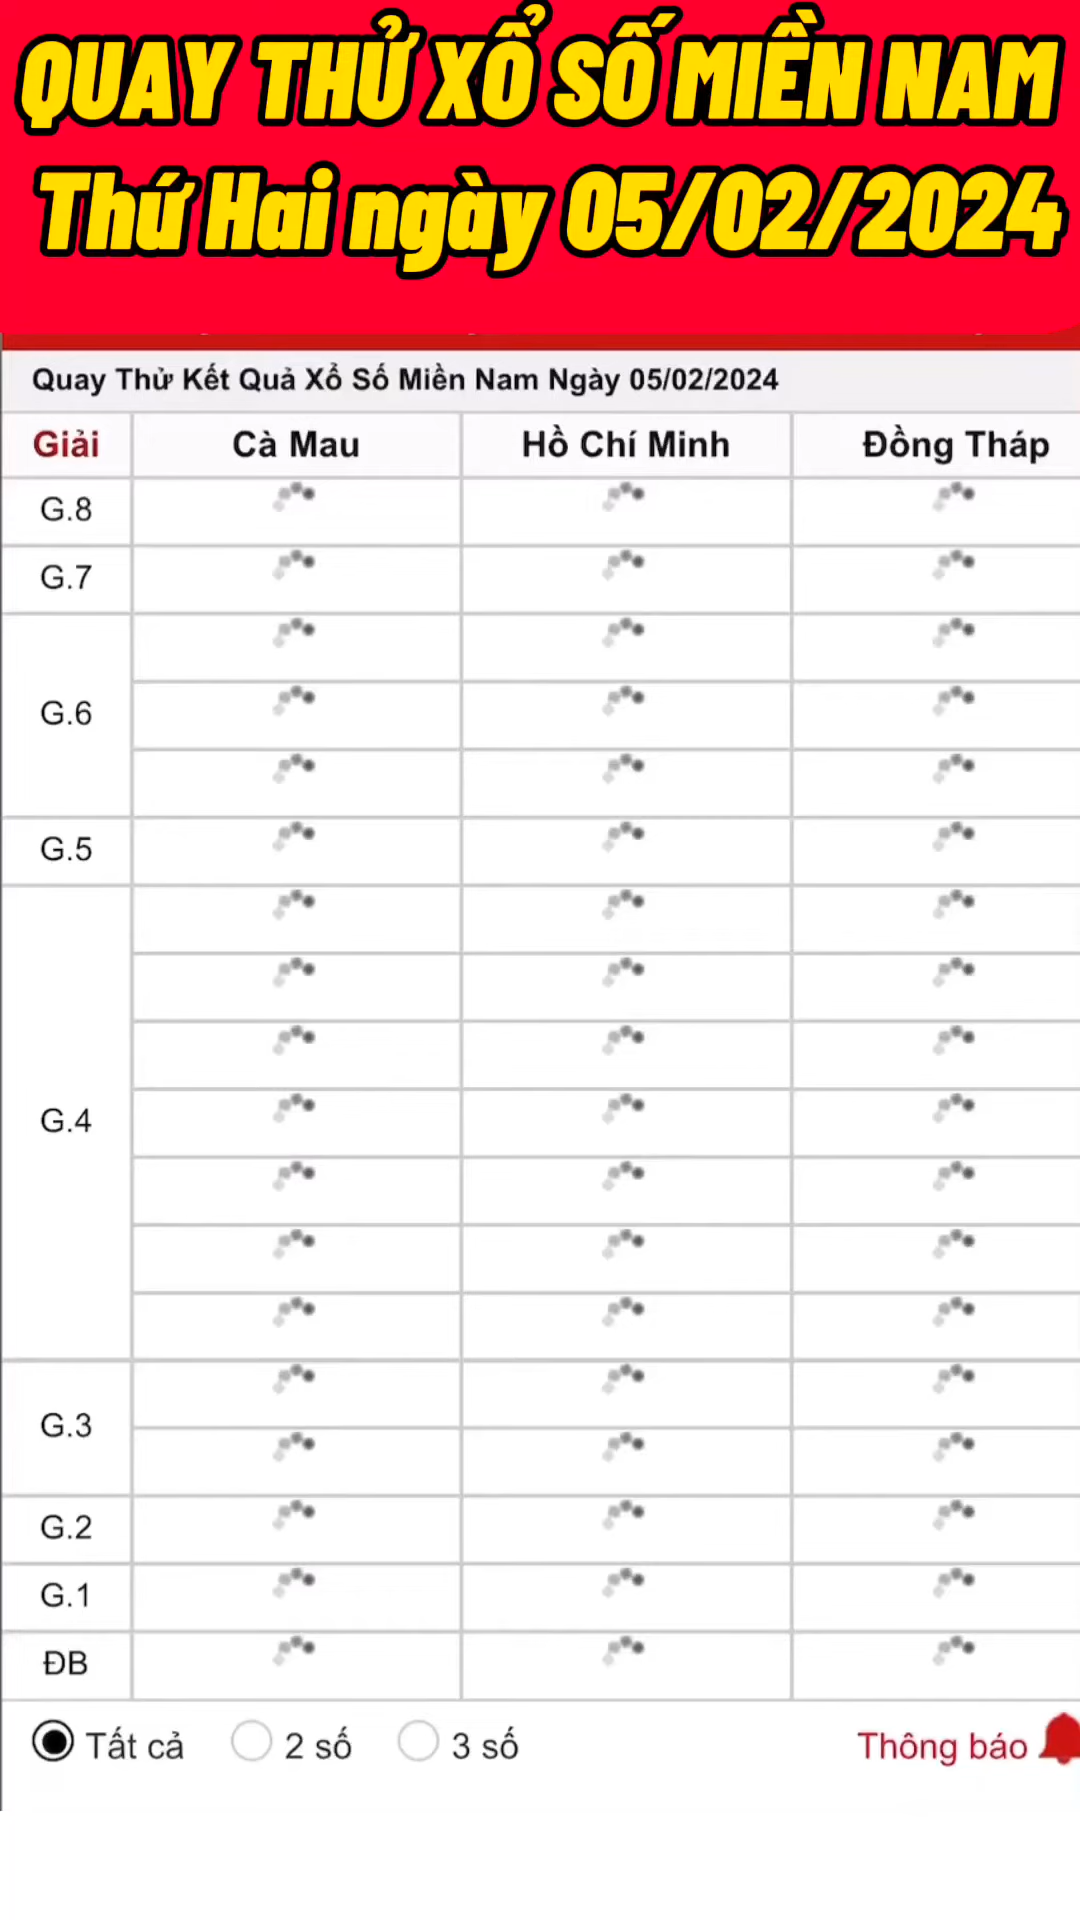 QUAY THỬ XỔ SỐ MIỀN NAM
Thứ Hai ngày 05/02/2024
Quay Thử Kết Quả Xổ Số Miền Nam Ngày 05/02/2024
Giải Cà Mau Hồ Chí Minh Đồng Tháp
G.8
G.7
G.6
G.5
G.4
G.3
G.2
G.1
ĐB
Tất cả 2 số 3 số Thông báo